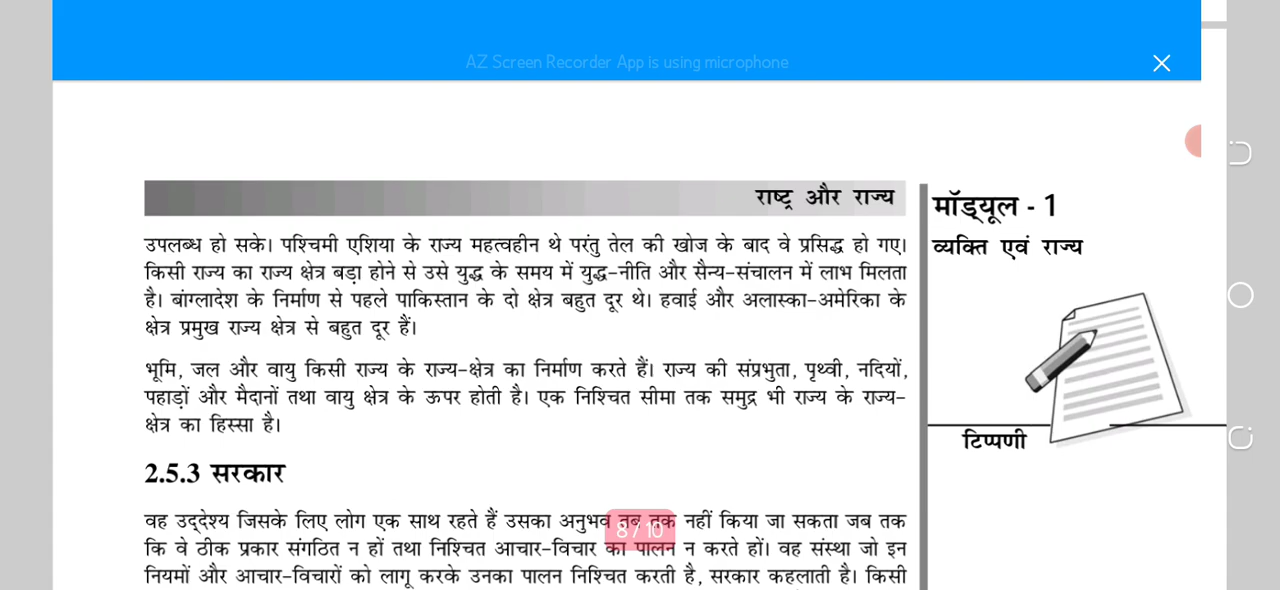 AZ Screen Recorder App is using microphone
राष्ट्र और राज्य
मॉड्यूल - 1
व्यक्ति एवं राज्य
उपलब्ध हो सके। पश्चिमी एशिया के राज्य महत्वहीन थे परंतु तेल की खोज के बाद वे प्रसिद्ध हो गए।
किसी राज्य का राज्य क्षेत्र बड़ा होने से उसे युद्ध के समय में युद्ध-नीति और सैन्य-संचालन में लाभ मिलता
है। बांग्लादेश के निर्माण से पहले पाकिस्तान के दो क्षेत्र बहुत दूर थे। हवाई और अलास्का-अमेरिका के
क्षेत्र प्रमुख राज्य क्षेत्र से बहुत दूर हैं।
भूमि, जल और वायु किसी राज्य के राज्य-क्षेत्र का निर्माण करते हैं। राज्य की संप्रभुता, पृथ्वी, नदियों,
पहाड़ों और मैदानों तथा वायु क्षेत्र के ऊपर होती है। एक निश्चित सीमा तक समुद्र भी राज्य के राज्य-
क्षेत्र का हिस्सा है।
टिप्पणी
2.5.3 सरकार
वह उद्देश्य जिसके लिए लोग एक साथ रहते हैं उसका अनुभव तब तक नहीं किया जा सकता जब तक
8 / 10
कि वे ठीक प्रकार संगठित न हों तथा निश्चित आचार-विचार का पालन न करते हों। वह संस्था जो इन
नियमों और आचार-विचारों को लागू करके उनका पालन निश्चित करती है, सरकार कहलाती है। किसी